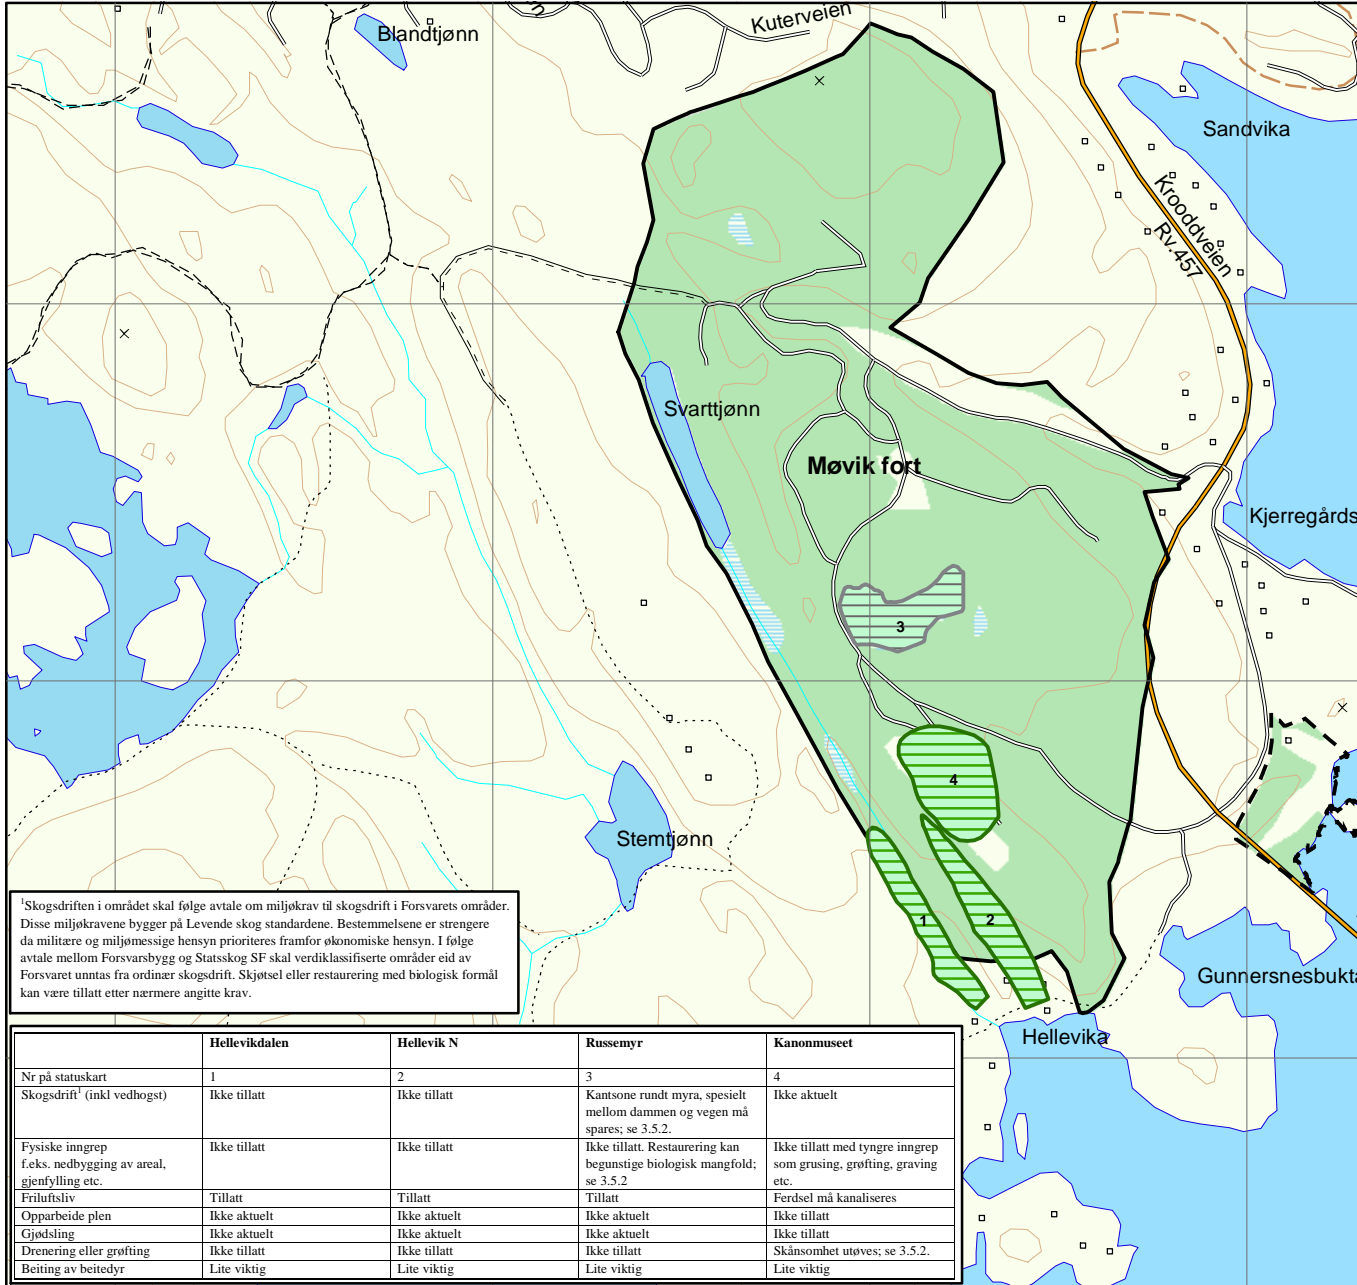 Blandtjønn
Kuterveien
Sandvika
Krooddveien
Rv.457
Svarttjønn
Møvik fort
Kjerregårds
3
4
Stemtjønn
1
2
Gunnersnesbukta
Hellevika
1Skogsdriften i området skal følge avtale om miljøkrav til skogsdrift i Forsvarets områder.
Disse miljøkravene bygger på Levende skog standardene. Bestemmelsene er strengere
da militære og miljømessige hensyn prioriteres framfor økonomiske hensyn. I følge
avtale mellom Forsvarsbygg og Statsskog SF skal verdiklassifiserte områder eid av
Forsvaret unntas fra ordinær skogsdrift. Skjøtsel eller restaurering med biologisk formål
kan være tillatt etter nærmere angitte krav.
Hellevikdalen Hellevik N Russemyr Kanonmuseet
Nr på statuskart 1 2 3 4
Skogsdrift1 (inkl vedhogst) Ikke tillatt Ikke tillatt Kantsone rundt myra, spesielt Ikke aktuelt
mellom dammen og vegen må
spares; se 3.5.2.
Fysiske inngrep Ikke tillatt Ikke tillatt Ikke tillatt. Restaurering kan Ikke tillatt med tyngre inngrep
f.eks. nedbygging av areal, begunstige biologisk mangfold; som grusing, grøfting, graving
gjenfylling etc. se 3.5.2 etc.
Friluftsliv Tillatt Tillatt Tillatt Ferdsel må kanaliseres
Opparbeide plen Ikke aktuelt Ikke aktuelt Ikke aktuelt Ikke tillatt
Gjødsling Ikke aktuelt Ikke aktuelt Ikke aktuelt Ikke tillatt
Drenering eller grøfting Ikke tillatt Ikke tillatt Ikke tillatt Skånsomhet utøves; se 3.5.2.
Beiting av beitedyr Lite viktig Lite viktig Lite viktig Lite viktig